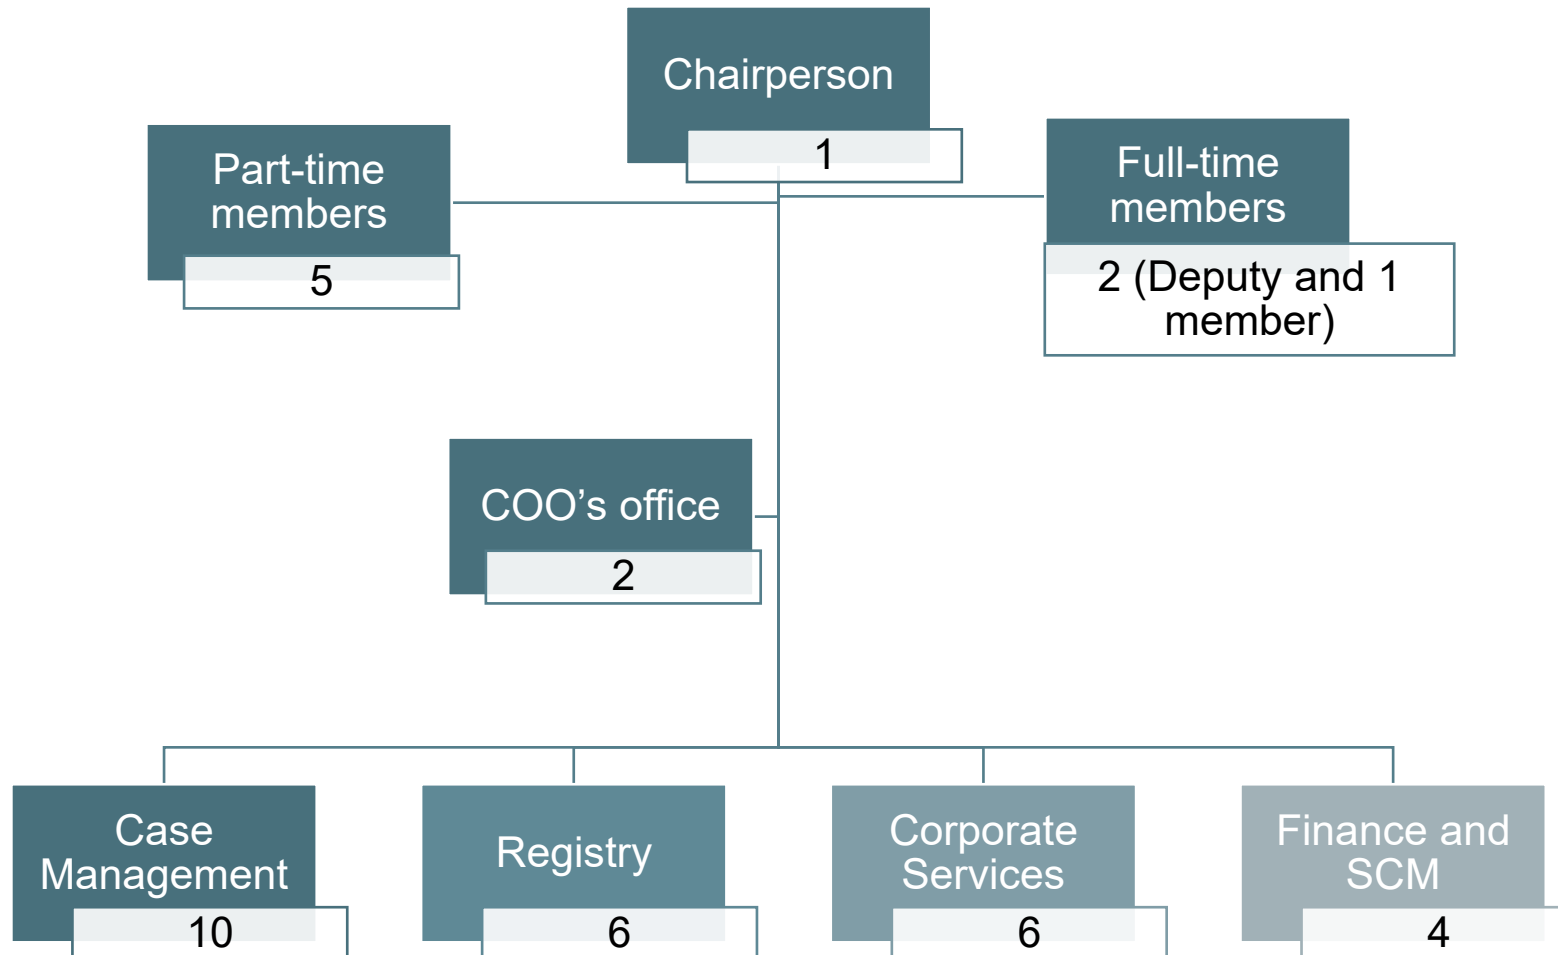 Chairperson
1
Part-time
members
5
Full-time
members
2 (Deputy and 1
member)
COO’s office
2
Case
Management
10
Registry
6
Corporate
Services
6
Finance and
SCM
4